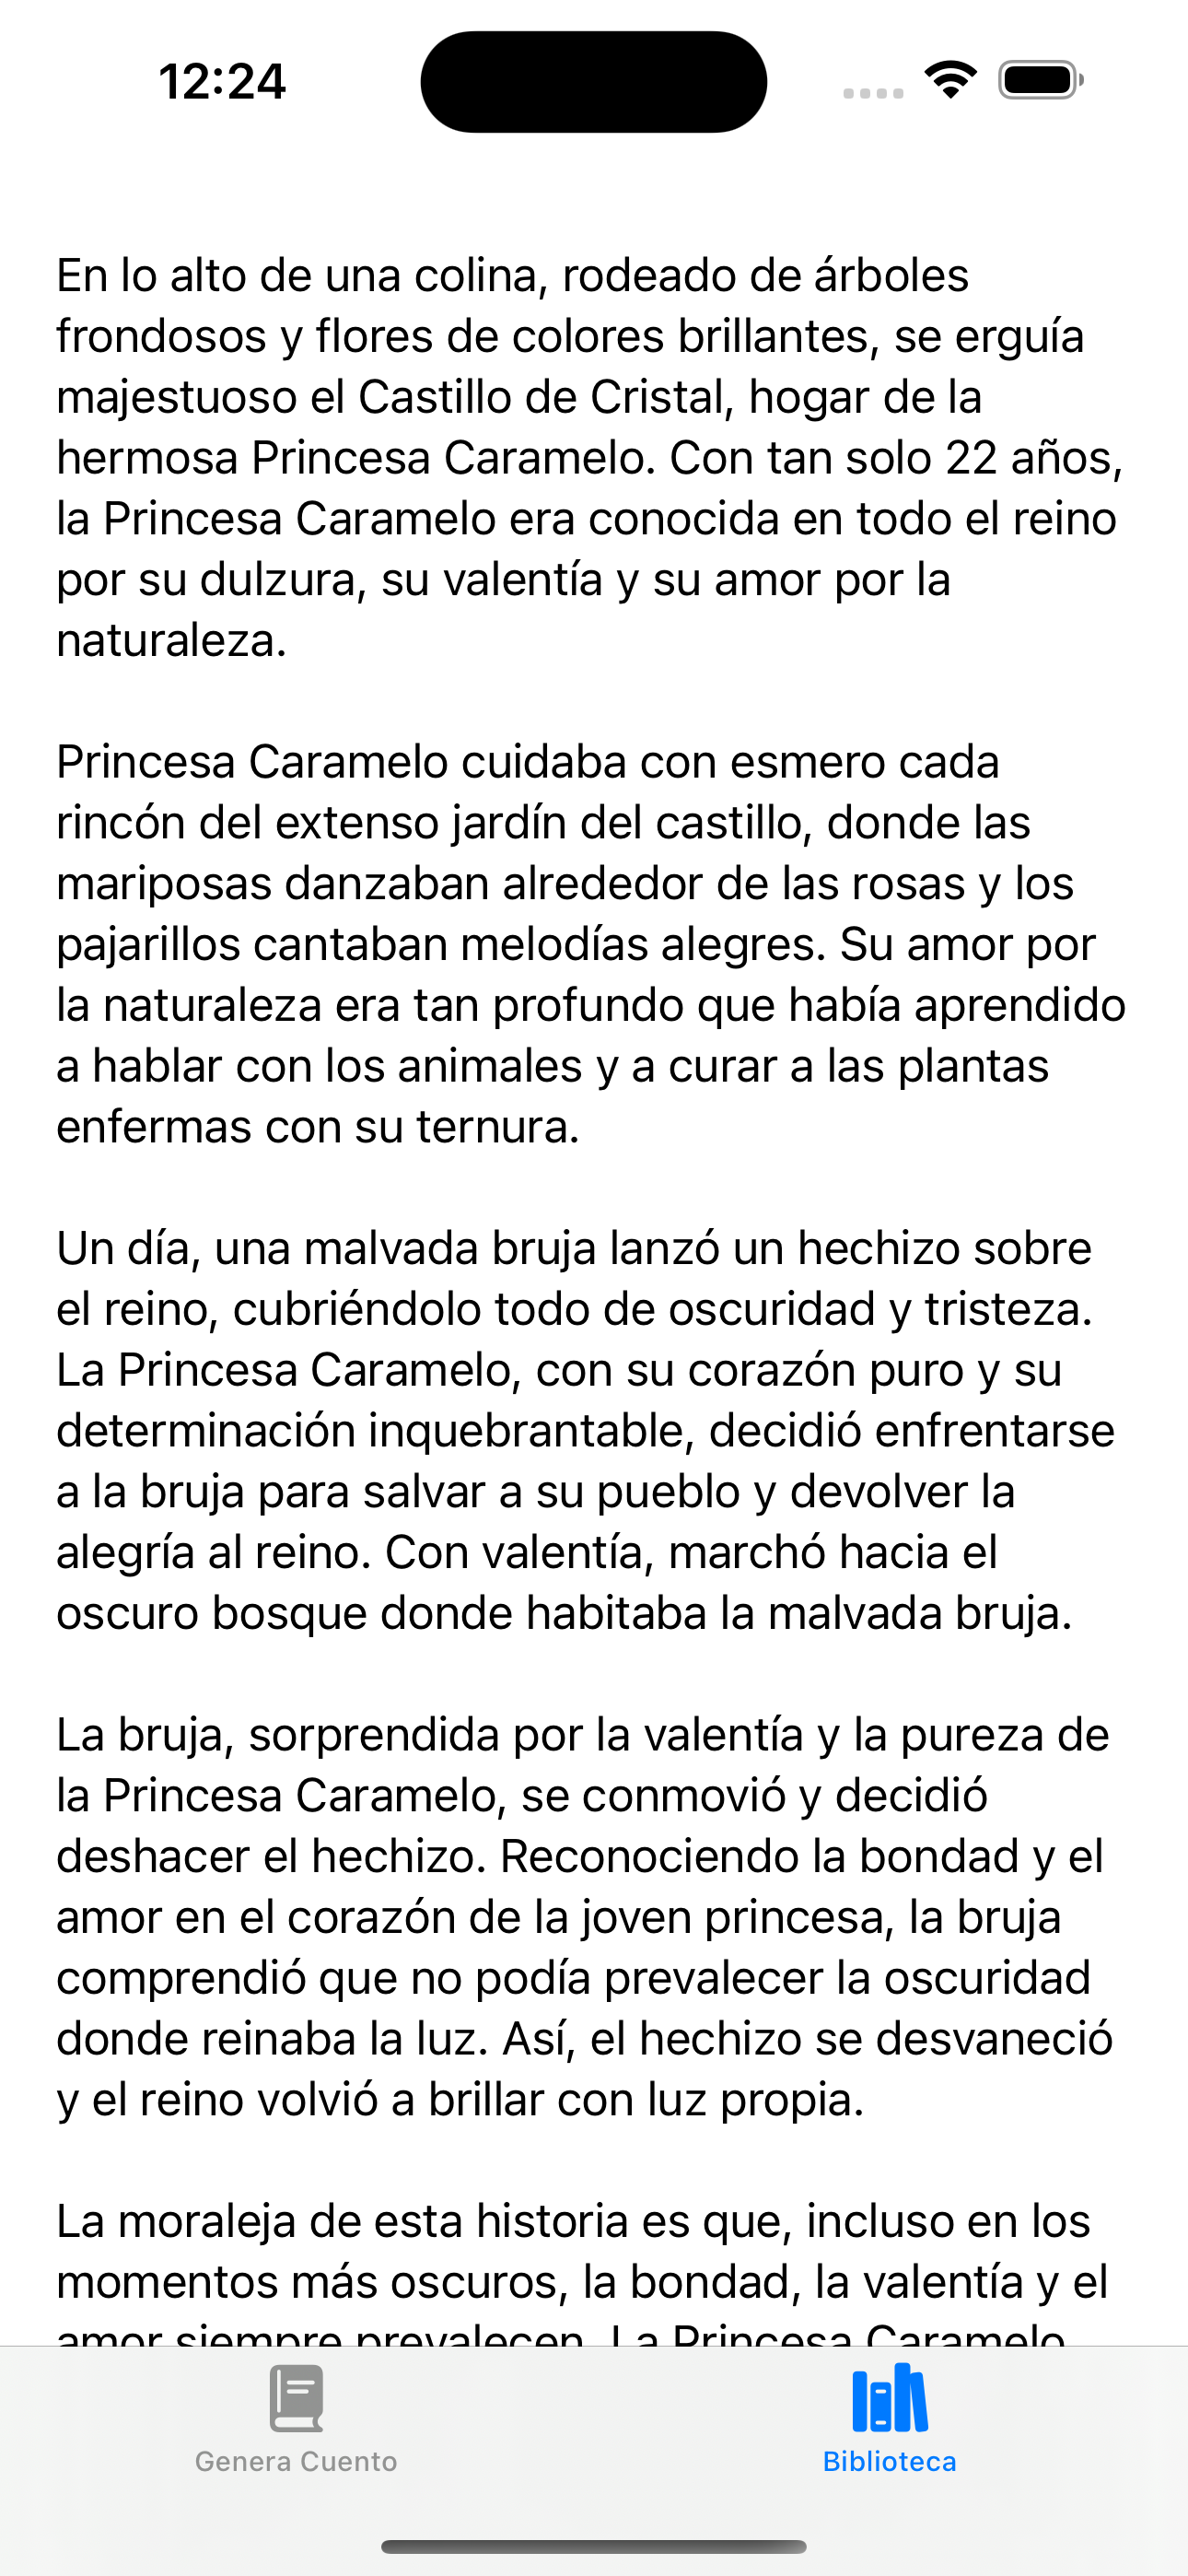 12:24
En lo alto de una colina, rodeado de árboles
frondosos y flores de colores brillantes, se erguía
majestuoso el Castillo de Cristal, hogar de la
hermosa Princesa Caramelo. Con tan solo 22 años,
la Princesa Caramelo era conocida en todo el reino
por su dulzura, su valentía y su amor por la
naturaleza.
Princesa Caramelo cuidaba con esmero cada
rincón del extenso jardín del castillo, donde las
mariposas danzaban alrededor de las rosas y los
pajarillos cantaban melodías alegres. Su amor por
la naturaleza era tan profundo que había aprendido
a hablar con los animales y a curar a las plantas
enfermas con su ternura.
Un día, una malvada bruja lanzó un hechizo sobre
el reino, cubriéndolo todo de oscuridad y tristeza.
La Princesa Caramelo, con su corazón puro y su
determinación inquebrantable, decidió enfrentarse
a la bruja para salvar a su pueblo y devolver la
alegría al reino. Con valentía, marchó hacia el
oscuro bosque donde habitaba la malvada bruja.
La bruja, sorprendida por la valentía y la pureza de
la Princesa Caramelo, se conmovió y decidió
deshacer el hechizo. Reconociendo la bondad y el
amor en el corazón de la joven princesa, la bruja
comprendió que no podía prevalecer la oscuridad
donde reinaba la luz. Así, el hechizo se desvaneció
y el reino volvió a brillar con luz propia.
La moraleja de esta historia es que, incluso en los
momentos más oscuros, la bondad, la valentía y el
amor siempre prevalecen. La Princesa Caramelo
Genera Cuento
Biblioteca